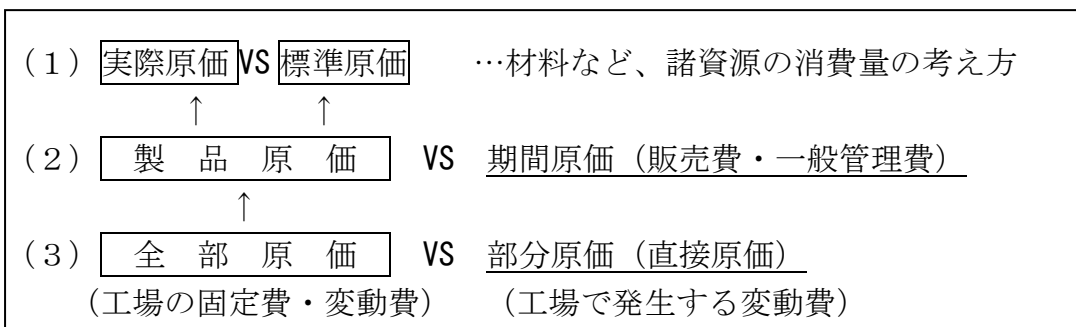 (1) 実際原価 VS 標準原価 …材料など、諸資源の消費量の考え方
↑ ↑
(2) 製品原価 VS 期間原価(販売費・一般管理費)
↑
(3) 全部原価 VS 部分原価(直接原価)
(工場の固定費・変動費) (工場で発生する変動費)